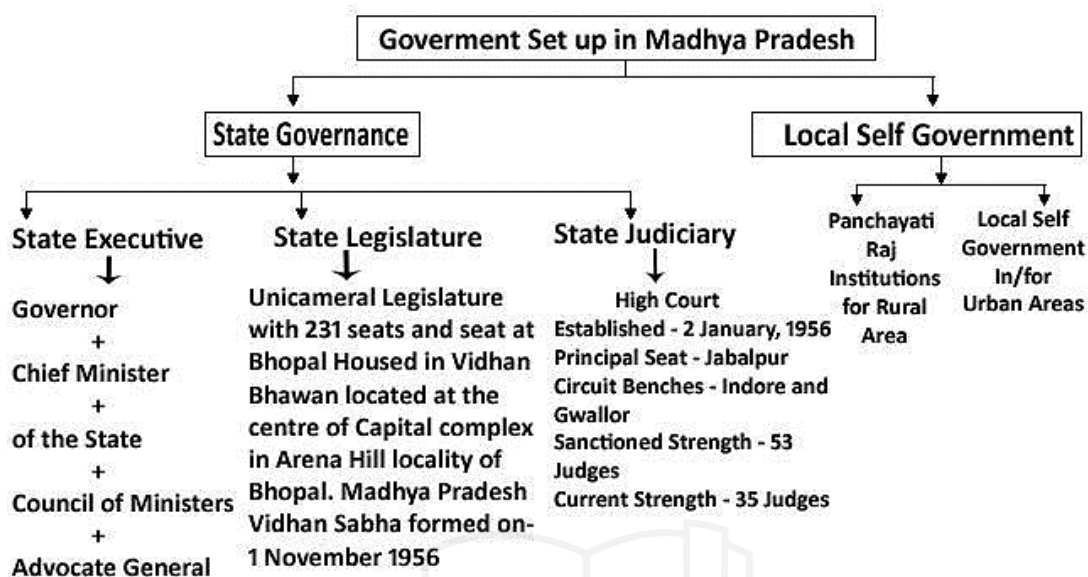 Goverment Set up in Madhya Pradesh
State Governance
Local Self Government
State Executive
Governor
+
Chief Minister
+
of the State
+
Council of Ministers
+
Advocate General
State Legislature
Unicameral Legislature
with 231 seats and seat at
Bhopal Housed in Vidhan
Bhawan located at the
centre of Capital complex
in Arena Hill locality of
Bhopal. Madhya Pradesh
Vidhan Sabha formed on-
1 November 1956
State Judiciary
High Court
Established - 2 January, 1956
Principal Seat - Jabalpur
Circuit Benches - Indore and
Gwallor
Sanctioned Strength - 53
Judges
Current Strength - 35 Judges
Panchayati
Raj
Institutions
for Rural
Area
Local Self
Government
In/for
Urban Areas